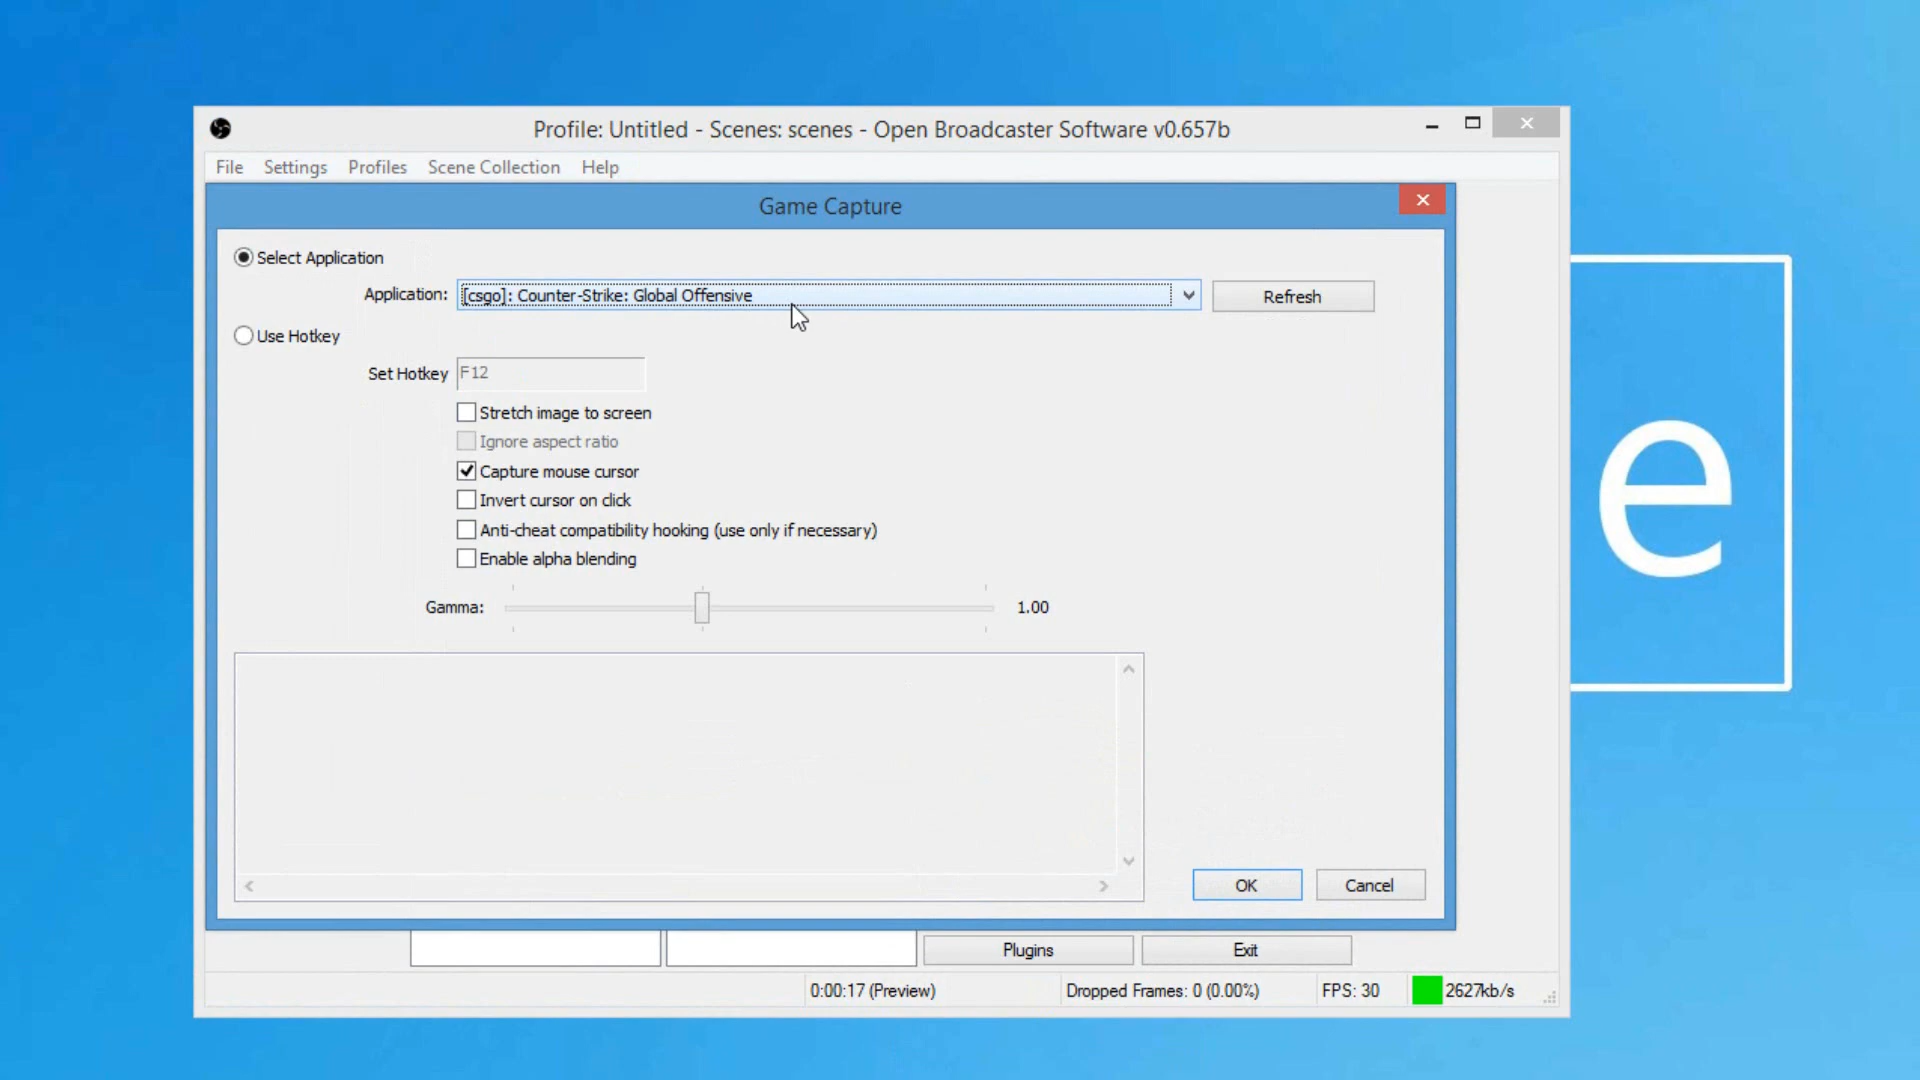 Profile: Untitled - Scenes: scenes - Open Broadcaster Software v0.657b
File Settings Profiles Scene Collection Help
Game Capture
Select Application
Application: [csgo]: Counter-Strike: Global Offensive Refresh
Use Hotkey
Set Hotkey F12
Stretch image to screen
Ignore aspect ratio
Capture mouse cursor
Invert cursor on click
Anti-cheat compatibility hooking (use only if necessary)
Enable alpha blending
Gamma: 1.00
e
OK Cancel
Plugins Exit
0:00:17 (Preview) Dropped Frames: 0 (0.00%) FPS: 30 2627kb/s